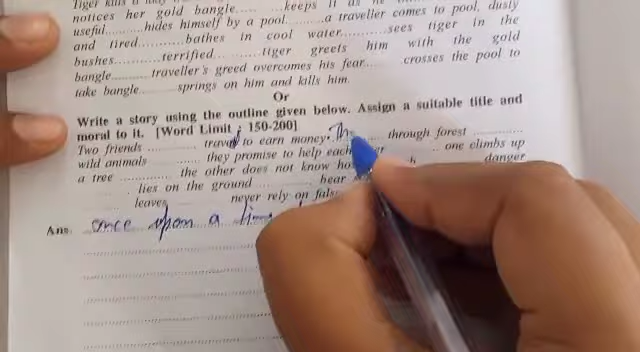 Tiger kills a
notices her gold bangle..........keeps it as
useful..........hides himself by a pool..........a traveller comes to pool, dusty
and tired..........bathes in cool water..........sees tiger in the
bushes..........terrified..........tiger greets him with the gold
bangle..........traveller's greed overcomes his fear..........crosses the pool to
take bangle..........springs on him and kills him.
Or
Write a story using the outline given below. Assign a suitable title and
moral to it. [Word Limit : 150-200]
Two friends .......... travel to earn money. The .......... through forest ..........
wild animals .......... they promise to help each .......... one climbs up
a tree .......... the other does not know .......... danger
.......... lies on the ground .......... bear
.......... leaves .......... never rely on
Ans. once upon a time